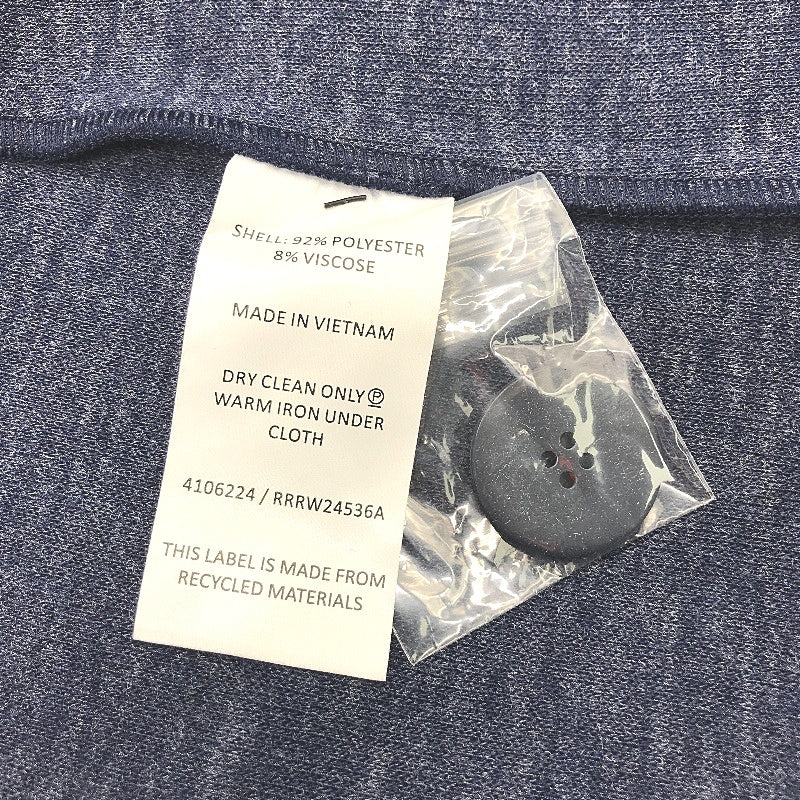 SHELL: 92% POLYESTER
8% VISCOSE
MADE IN VIETNAM
DRY CLEAN ONLY Ⓟ
WARM IRON UNDER
CLOTH
4106224 / RRRW24536A
THIS LABEL IS MADE FROM
RECYCLED MATERIALS